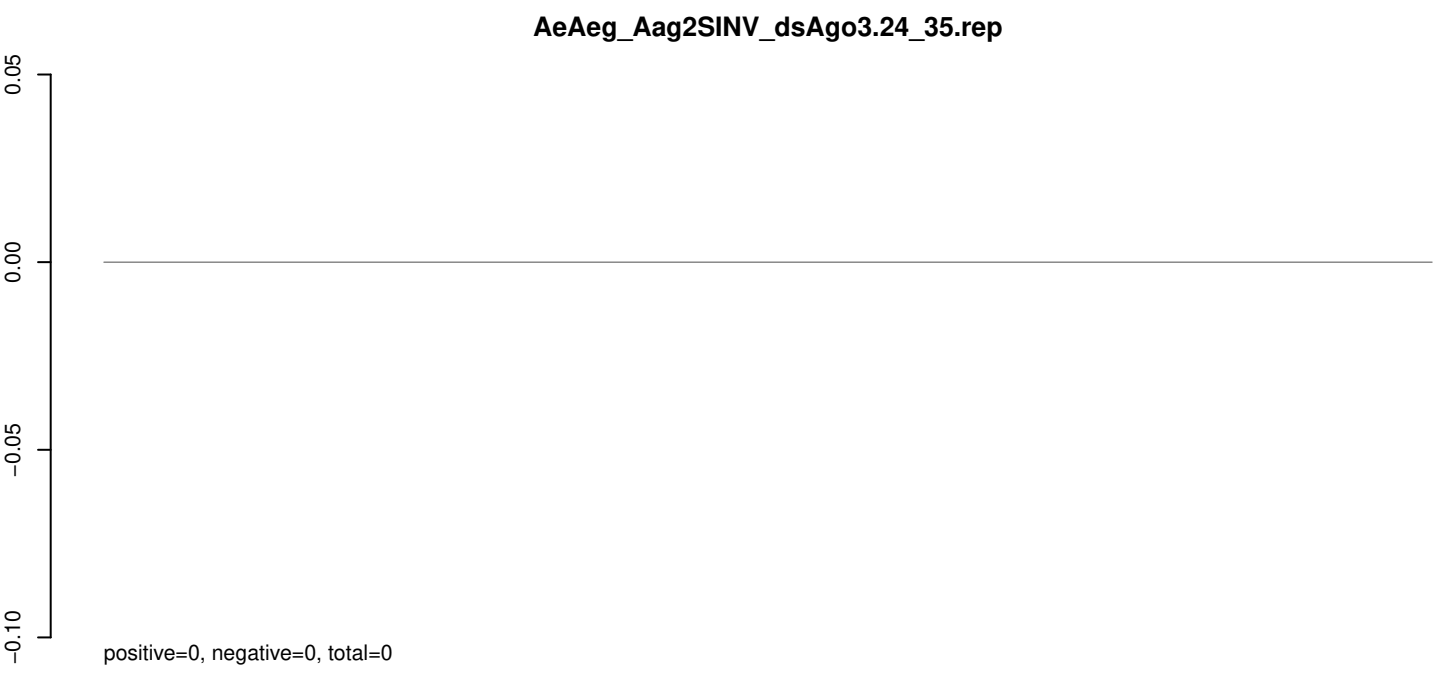 AeAeg_Aag2SINV_dsAgo3.24_35.rep
0.05
0.00
−0.05
−0.10
positive=0, negative=0, total=0